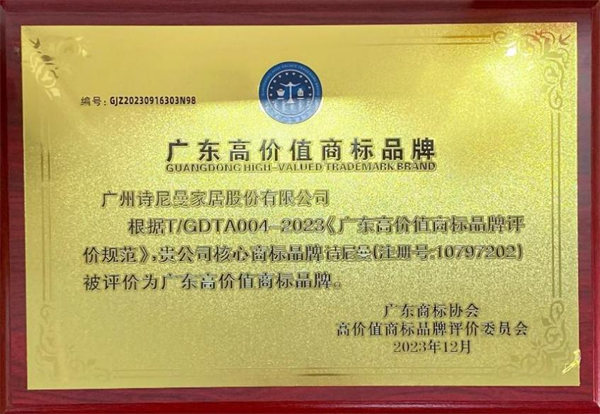 编号：GJZ20230916303N98
广东高价值商标品牌
GUANGDONG HIGH-VALUED TRADEMARK BRAND
广州诗尼曼家居股份有限公司
根据T/GDTA004-2023《广东高价值商标品牌评
价规范》，贵公司核心商标品牌诗尼曼(注册号:10797202)
被评价为广东高价值商标品牌。
广东商标协会
高价值商标品牌评价委员会
2023年12月